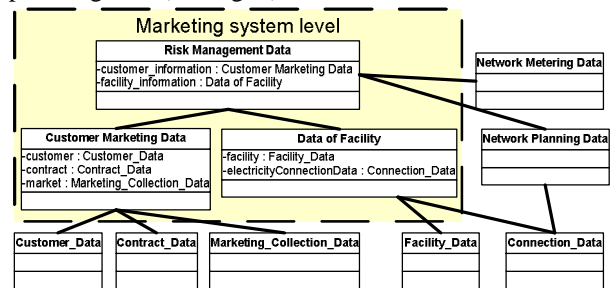 Marketing system level
Risk Management Data
-customer_information : Customer Marketing Data
-facility_information : Data of Facility
Network Metering Data
Customer Marketing Data
-customer : Customer_Data
-contract : Contract_Data
-market : Marketing_Collection_Data
Data of Facility
-facility : Facility_Data
-electricityConnectionData : Connection_Data
Network Planning Data
Customer_Data
Contract_Data
Marketing_Collection_Data
Facility_Data
Connection_Data